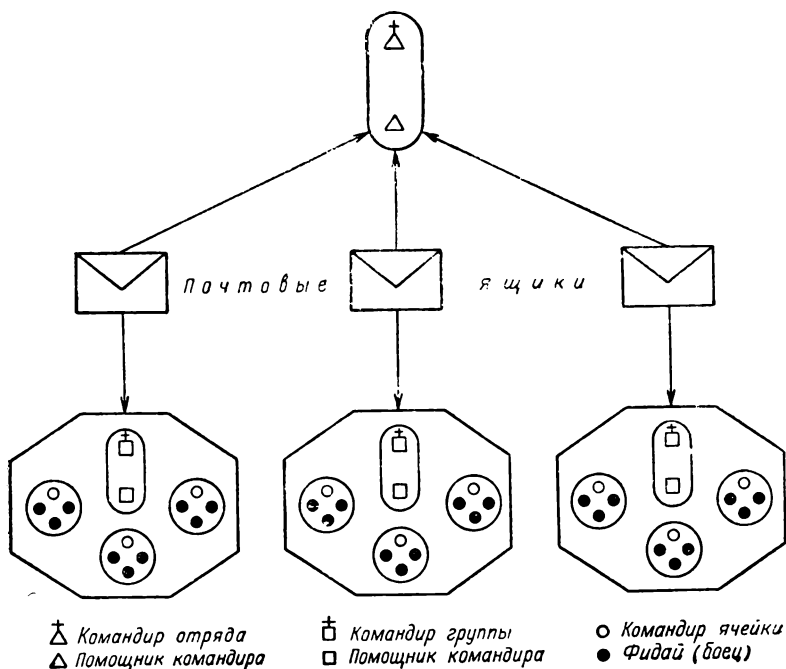 Почтовые ящики
Командир отряда
Помощник командира
Командир группы
Помощник командира
Командир ячейки
Фидай (боец)